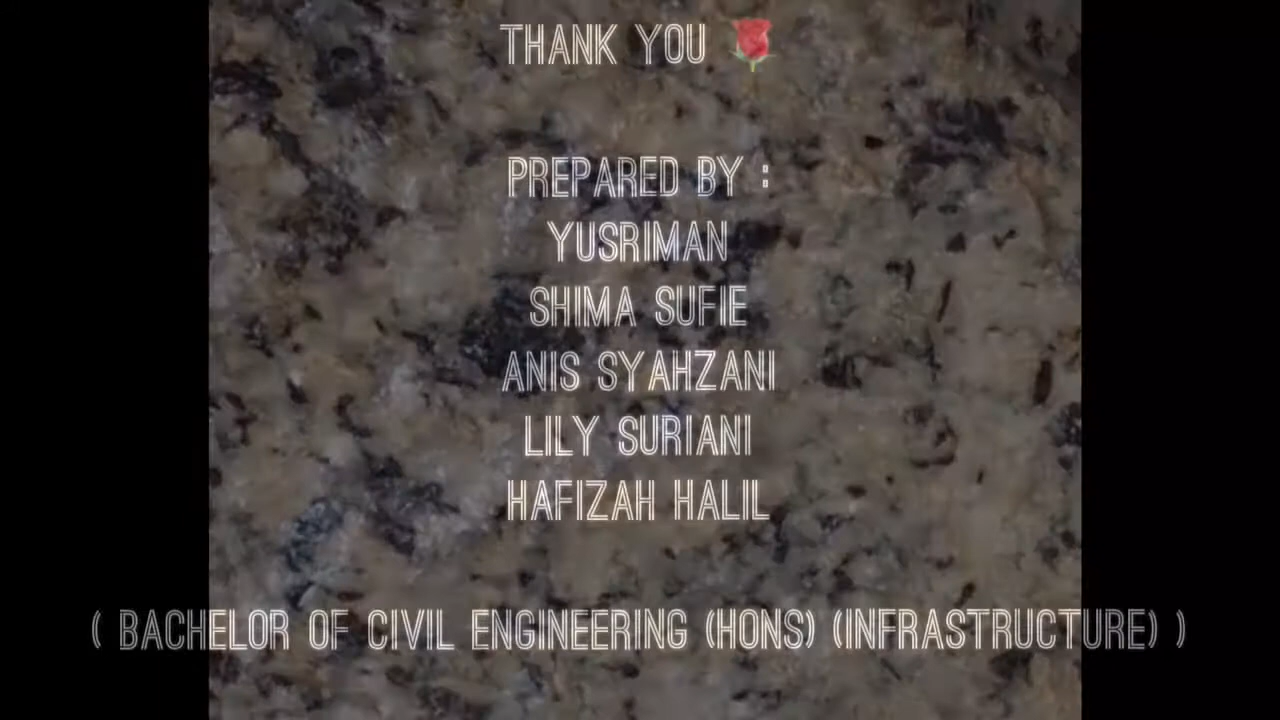 THANK YOU 🌹
PREPARED BY :
YUSRIMAN
SHIMA SUFIE
ANIS SYAHZANI
LILY SURIANI
HAFIZAH HALIL
( BACHELOR OF CIVIL ENGINEERING (HONS) (INFRASTRUCTURE) )